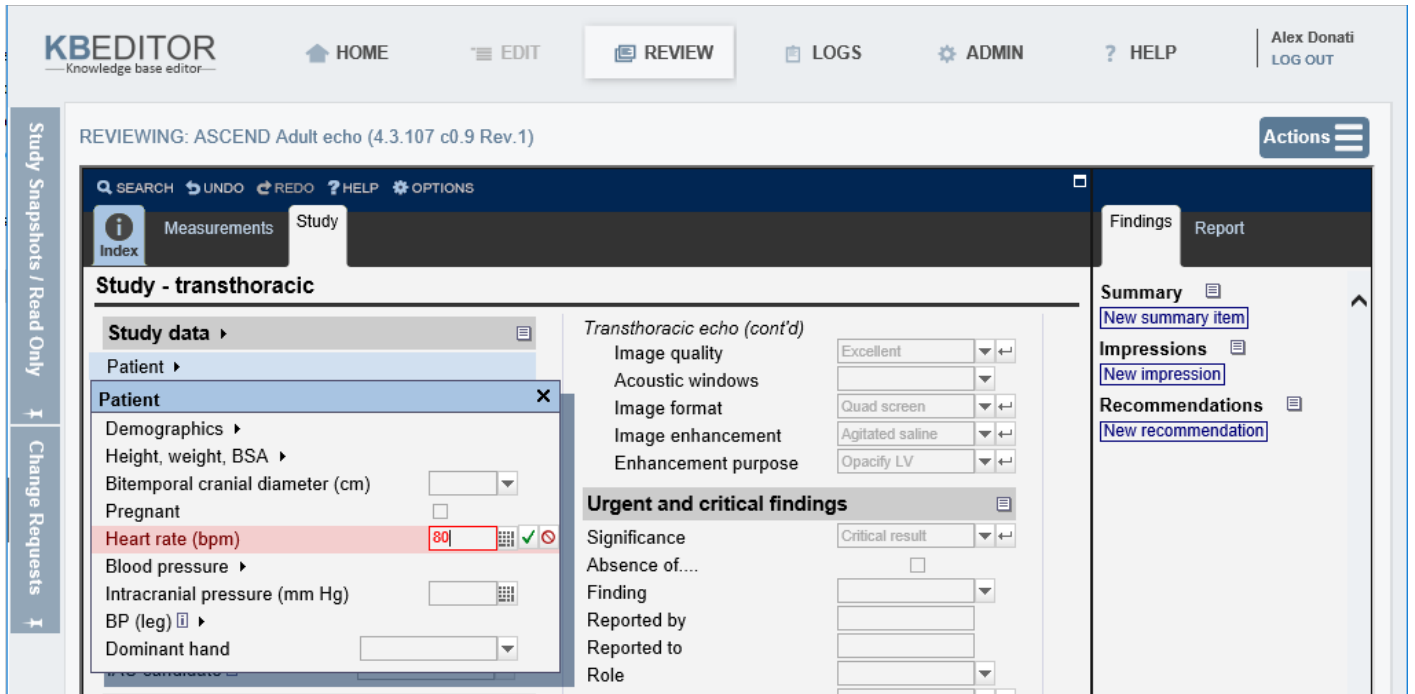 KBEDITOR
Knowledge base editor
HOME
EDIT
REVIEW
LOGS
ADMIN
? HELP
Alex Donati
LOG OUT
Study Snapshots / Read Only
Change Requests
REVIEWING: ASCEND Adult echo (4.3.107 c0.9 Rev.1)
Actions
SEARCH UNDO REDO ? HELP OPTIONS
Index
Measurements
Study
Study - transthoracic
Study data
Patient
Patient
Demographics
Height, weight, BSA
Bitemporal cranial diameter (cm)
Pregnant
Heart rate (bpm) 80
Blood pressure
Intracranial pressure (mm Hg)
BP (leg) i
Dominant hand
Transthoracic echo (cont'd)
Image quality Excellent
Acoustic windows
Image format Quad screen
Image enhancement Agitated saline
Enhancement purpose Opacify LV
Urgent and critical findings
Significance Critical result
Absence of....
Finding
Reported by
Reported to
Role
Findings
Report
Summary
New summary item
Impressions
New impression
Recommendations
New recommendation